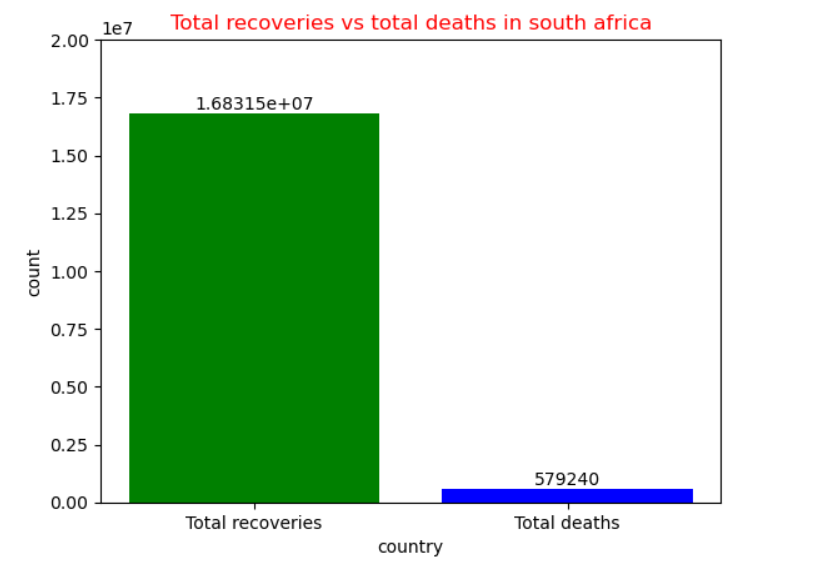 Total recoveries vs total deaths in south africa
1e7
2.00
1.75
1.50
1.25
1.00
0.75
0.50
0.25
0.00
count
1.68315e+07
579240
Total recoveries
Total deaths
country